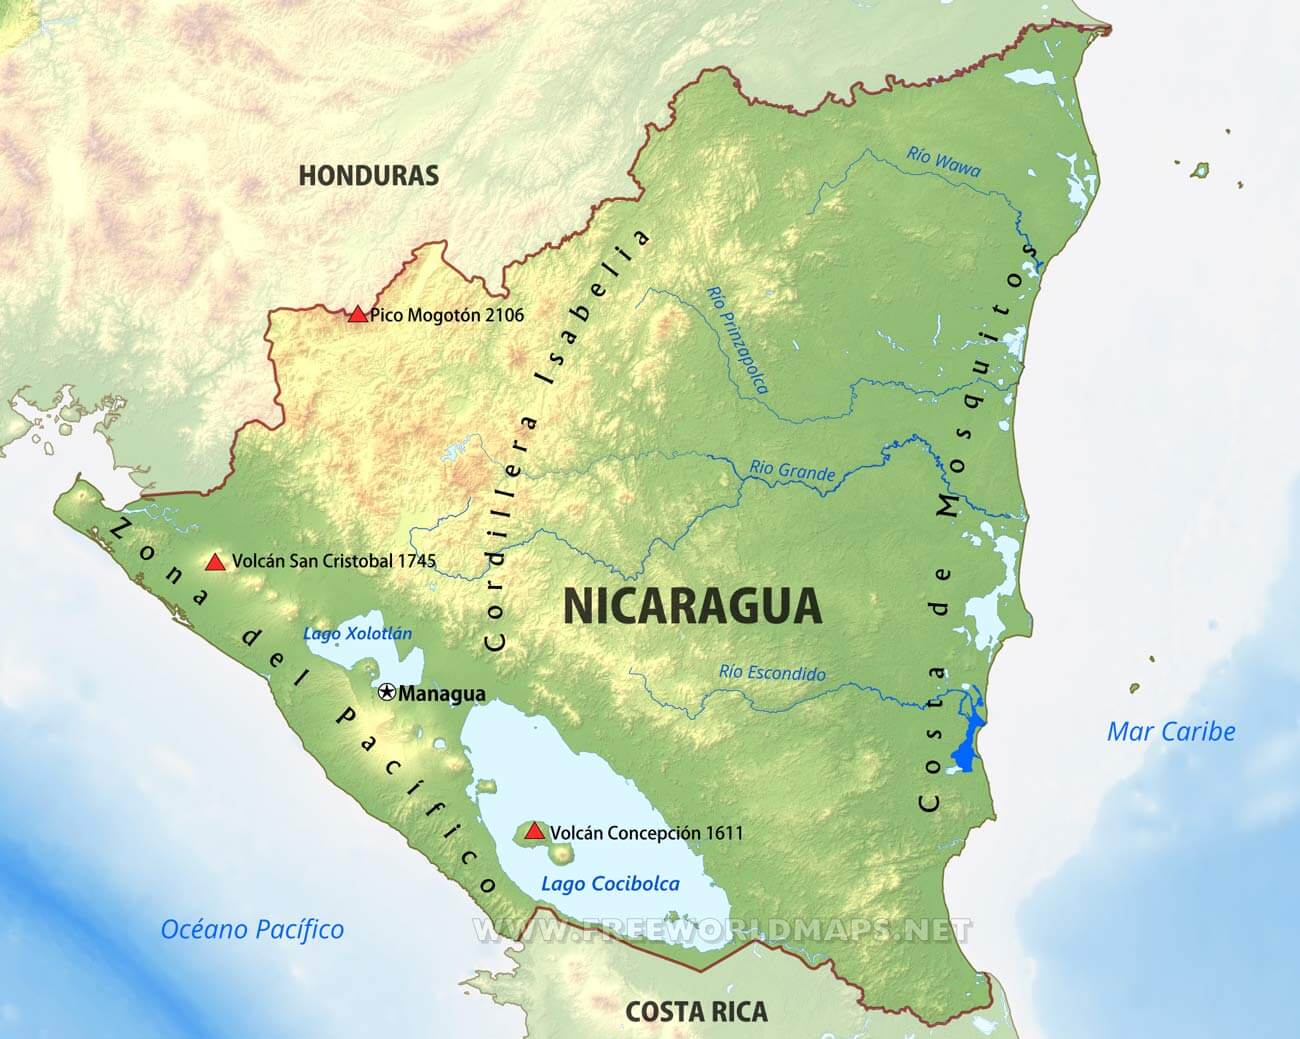 Río Wawa
HONDURAS
Cordillera Isabelia
Costa de Mosquitos
Pico Mogotón 2106
Río Prinzapolca
Rio Grande
Zona del Pacífico
Volcán San Cristobal 1745
NICARAGUA
Lago Xolotlán
Río Escondido
Managua
Mar Caribe
Volcán Concepción 1611
Lago Cocibolca
Océano Pacífico
WWW.FREEWORLDMAPS.NET
COSTA RICA